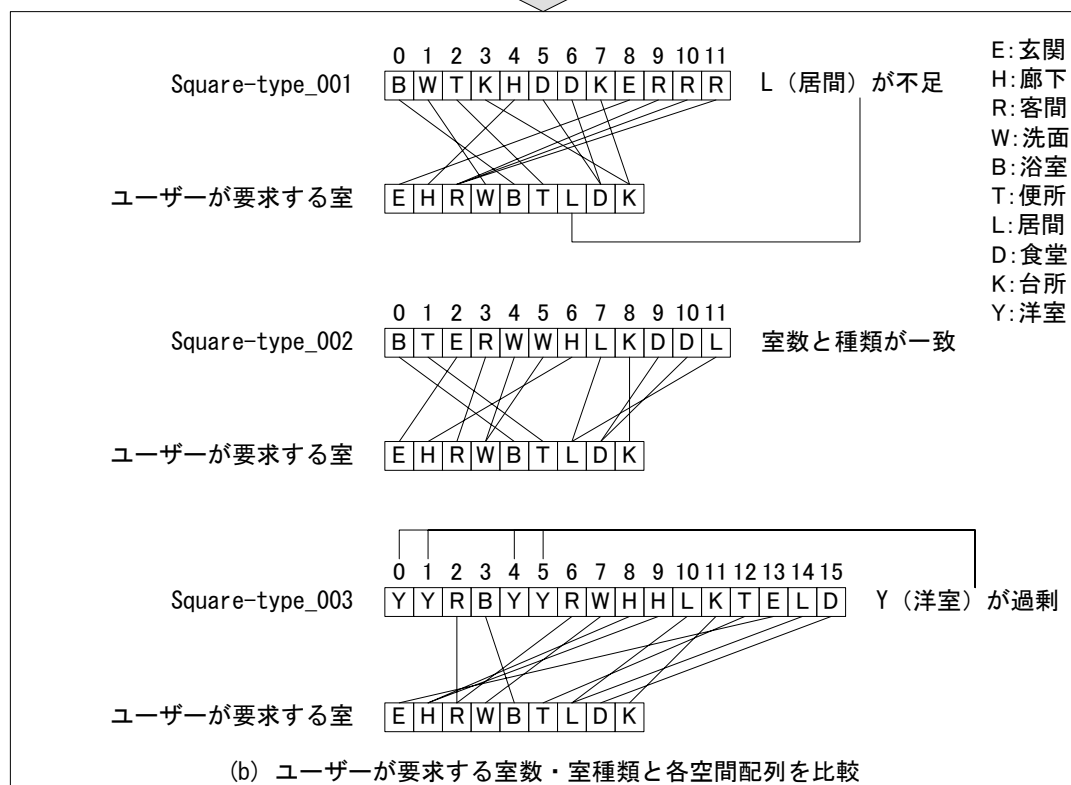 0 1 2 3 4 5 6 7 8 9 10 11
Square-type_001 B W T K H D D K E R R R L（居間）が不足
ユーザーが要求する室 E H R W B T L D K
0 1 2 3 4 5 6 7 8 9 10 11
Square-type_002 B T E R W W H L K D D L 室数と種類が一致
ユーザーが要求する室 E H R W B T L D K
0 1 2 3 4 5 6 7 8 9 10 11 12 13 14 15
Square-type_003 Y Y R B Y Y R W H H L K T E L D Y（洋室）が過剰
ユーザーが要求する室 E H R W B T L D K
E:玄関
H:廊下
R:客間
W:洗面
B:浴室
T:便所
L:居間
D:食堂
K:台所
Y:洋室
(b) ユーザーが要求する室数・室種類と各空間配列を比較